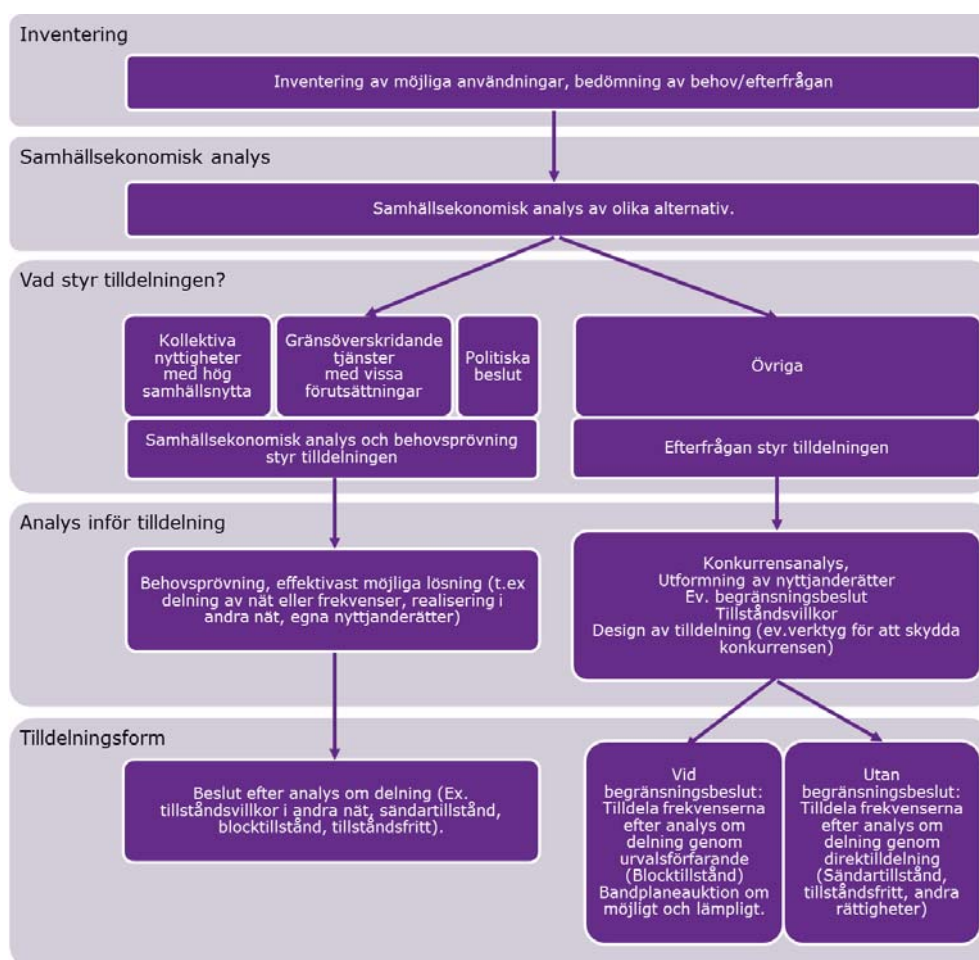 Inventering
Inventering av möjliga användningar, bedömning av behov/efterfrågan
Samhällsekonomisk analys
Samhällsekonomisk analys av olika alternativ.
Vad styr tilldelningen?
Kollektiva
nyttigheter
med hög
samhällsnytta
Gränsöverskridande
tjänster
med vissa
förutsättningar
Politiska
beslut
Övriga
Samhällsekonomisk analys och behovsprövning
styr tilldelningen
Efterfrågan styr tilldelningen
Analys inför tilldelning
Behovsprövning, effektivast möjliga lösning (t.ex
delning av nät eller frekvenser, realisering i
andra nät, egna nyttjanderätter)
Konkurrensanalys,
Utformning av nyttjanderätter
Ev. begränsningsbeslut
Tillståndsvillkor
Design av tilldelning (ev.verktyg för att skydda
konkurrensen)
Tilldelningsform
Beslut efter analys om delning (Ex.
tillståndsvillkor i andra nät, sändartillstånd,
blocktillstånd, tillståndsfritt).
Vid
begränsningsbeslut:
Tilldela frekvenserna
efter analys om
delning genom
urvalsförfarande
(Blocktillstånd)
Bandplaneauktion om
möjligt och lämpligt.
Utan
begränsningsbeslut:
Tilldela frekvenserna
efter analys om
delning genom
direktilldelning
(Sändartillstånd,
tillståndsfritt, andra
rättigheter)